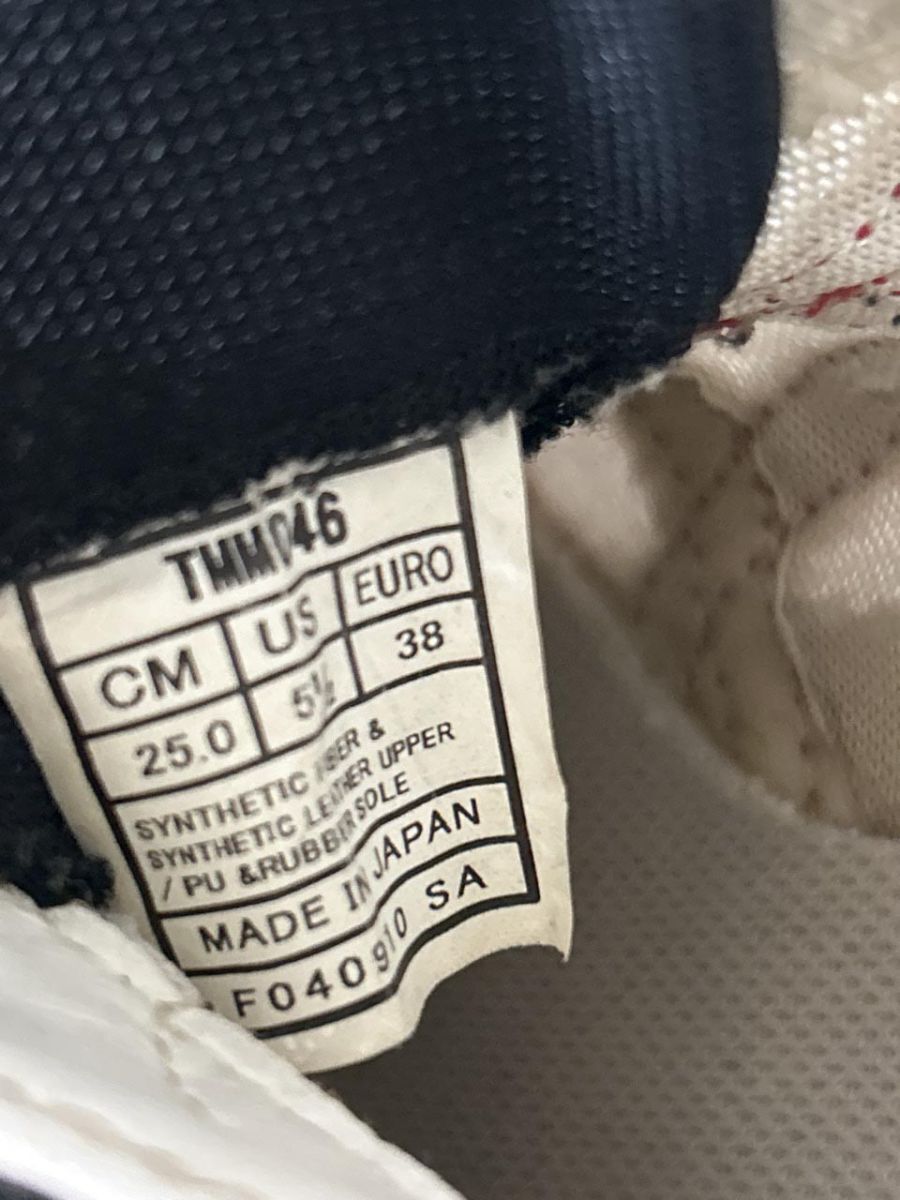 TMM046
CM US EURO
25.0 5½ 38
SYNTHETIC FIBER &
SYNTHETIC LEATHER UPPER
/ PU & RUBBER SOLE
MADE IN JAPAN
F040910 SA